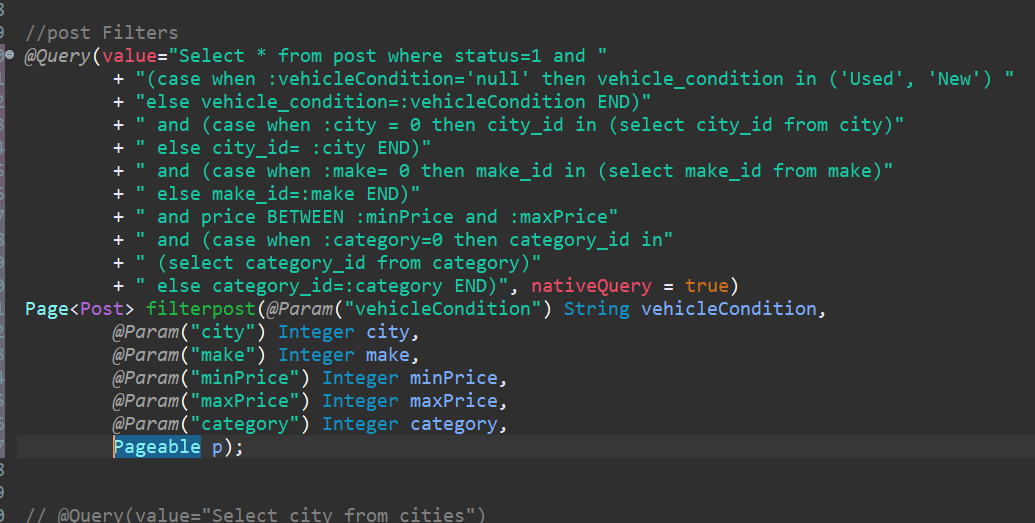 //post Filters
@Query(value="Select * from post where status=1 and "
+ "(case when :vehicleCondition='null' then vehicle_condition in ('Used', 'New') "
+ "else vehicle_condition=:vehicleCondition END)"
+ " and (case when :city = 0 then city_id in (select city_id from city)"
+ " else city_id= :city END)"
+ " and (case when :make= 0 then make_id in (select make_id from make)"
+ " else make_id=:make END)"
+ " and price BETWEEN :minPrice and :maxPrice"
+ " and (case when :category=0 then category_id in"
+ " (select category_id from category)"
+ " else category_id=:category END)", nativeQuery = true)
Page<Post> filterpost(@Param("vehicleCondition") String vehicleCondition,
@Param("city") Integer city,
@Param("make") Integer make,
@Param("minPrice") Integer minPrice,
@Param("maxPrice") Integer maxPrice,
@Param("category") Integer category,
Pageable p);
// @Query(value="Select city from cities")